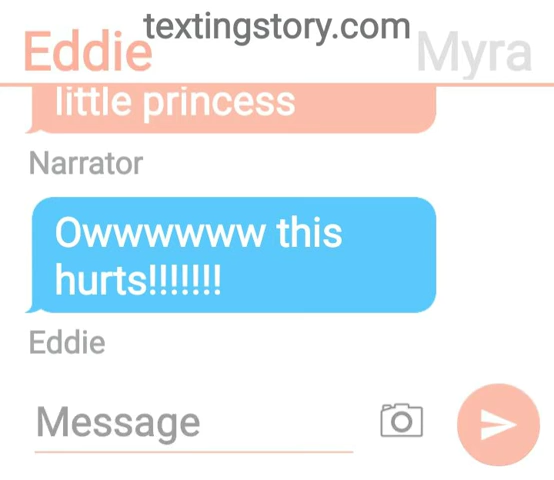 textingstory.com
Eddie Myra
little princess
Narrator
Owwwwww this
hurts!!!!!!!
Eddie
Message